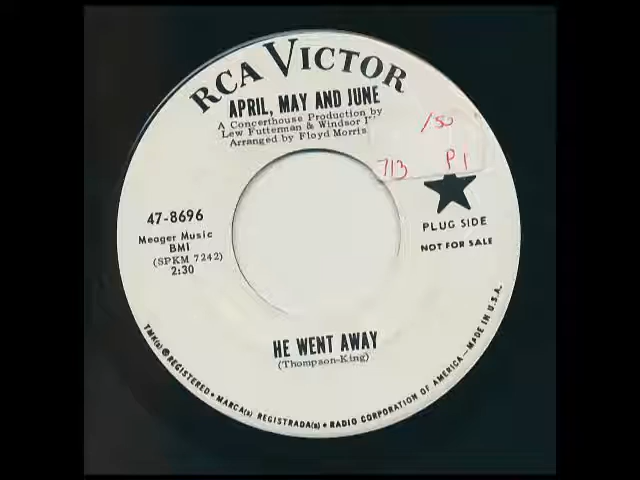 RCA VICTOR
APRIL, MAY AND JUNE
A Concerthouse Production by
Lew Futterman & Windsor
Arranged by Floyd Morris
/50
713 P1
47-8696
Meager Music
BMI
(SPKM 7242)
2:30
PLUG SIDE
NOT FOR SALE
HE WENT AWAY
(Thompson-King)
TMK(s) ® REGISTERED • MARCA(s) REGISTRADA(s) • RADIO CORPORATION OF AMERICA—MADE IN U.S.A.